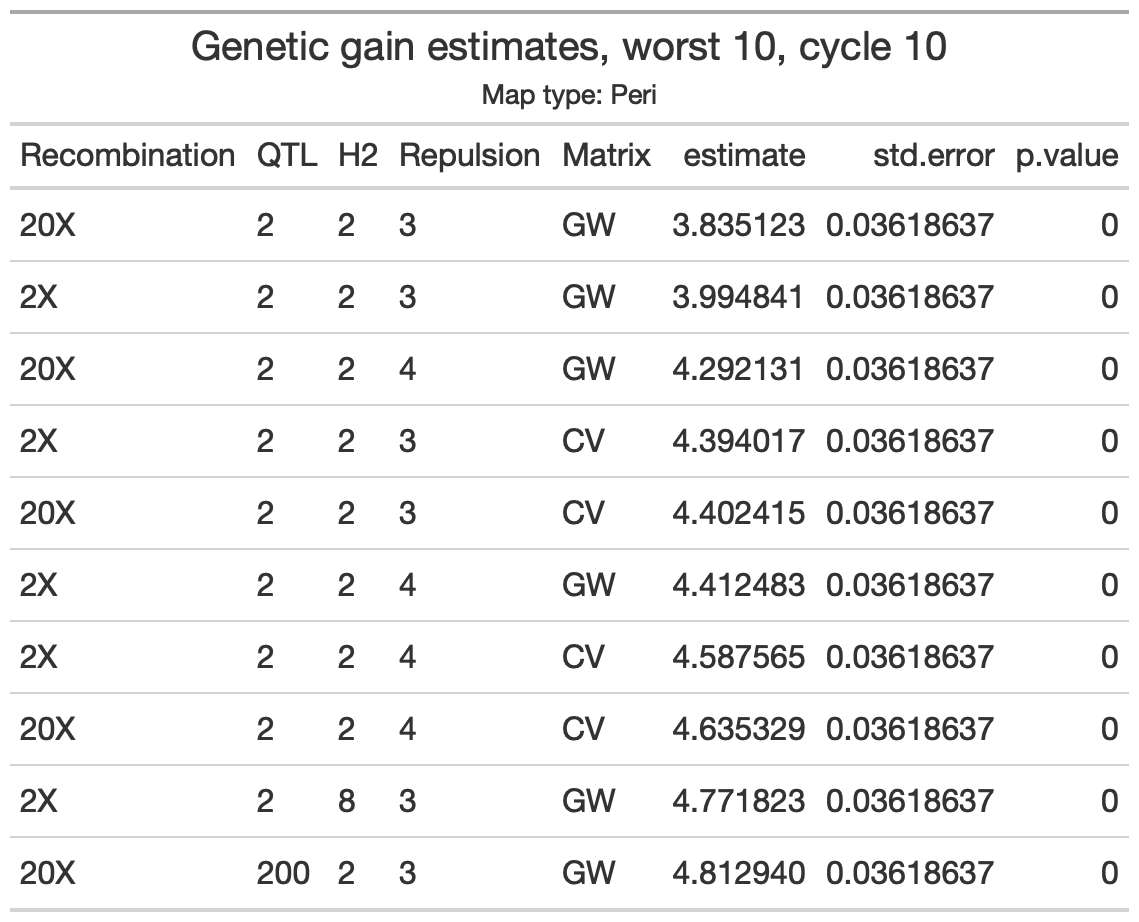 Genetic gain estimates, worst 10, cycle 10
Map type: Peri
Recombination QTL H2 Repulsion Matrix estimate std.error p.value
20X 2 2 3 GW 3.835123 0.03618637 0
2X 2 2 3 GW 3.994841 0.03618637 0
20X 2 2 4 GW 4.292131 0.03618637 0
2X 2 2 3 CV 4.394017 0.03618637 0
20X 2 2 3 CV 4.402415 0.03618637 0
2X 2 2 4 GW 4.412483 0.03618637 0
2X 2 2 4 CV 4.587565 0.03618637 0
20X 2 2 4 CV 4.635329 0.03618637 0
2X 2 8 3 GW 4.771823 0.03618637 0
20X 200 2 3 GW 4.812940 0.03618637 0